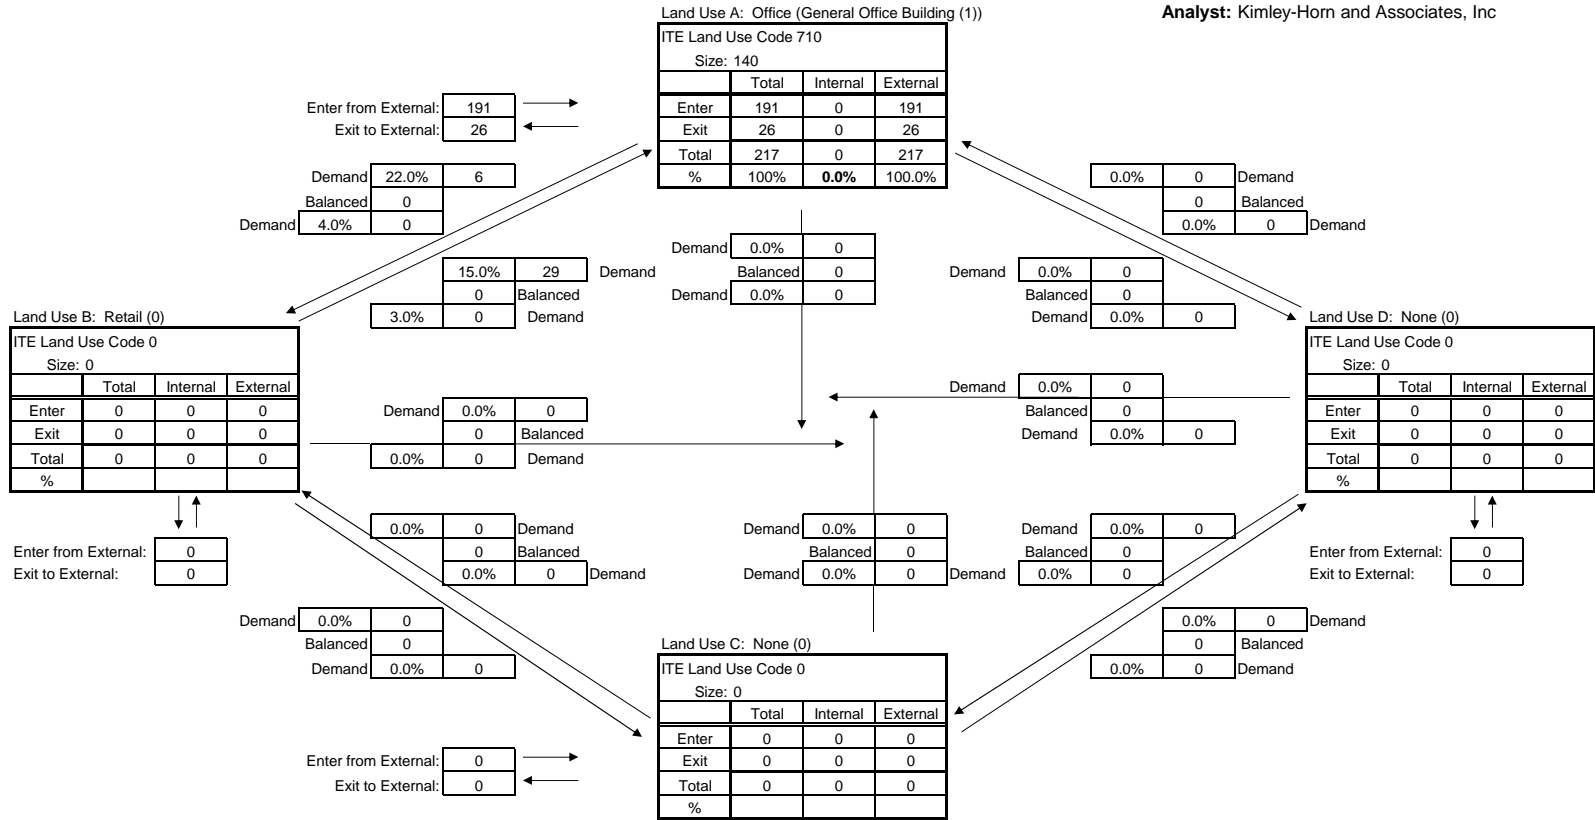 Land Use A: Office (General Office Building (1))
Analyst: Kimley-Horn and Associates, Inc
ITE Land Use Code 710
Size: 140
Total Internal External
Enter from External: 191
Enter 191 0 191
Exit to External: 26
Exit 26 0 26
Total 217 0 217
% 100% 0.0% 100.0%
Demand 22.0% 6
Balanced 0
Demand 4.0% 0
0.0% 0 Demand
0 Balanced
0.0% 0 Demand
Demand 0.0% 0
Balanced 0
Demand 0.0% 0
15.0% 29 Demand
0 Balanced
3.0% 0 Demand
Demand 0.0% 0
Balanced 0
Demand 0.0% 0
Land Use B: Retail (0)
ITE Land Use Code 0
Size: 0
Total Internal External
Enter 0 0 0
Exit 0 0 0
Total 0 0 0
%
Land Use D: None (0)
ITE Land Use Code 0
Size: 0
Total Internal External
Enter 0 0 0
Exit 0 0 0
Total 0 0 0
%
Demand 0.0% 0
0 Balanced
0.0% 0 Demand
Demand 0.0% 0
Balanced 0
Demand 0.0% 0
Enter from External: 0
Exit to External: 0
0.0% 0 Demand
0 Balanced
0.0% 0 Demand
Demand 0.0% 0
Balanced 0
Demand 0.0% 0
Demand 0.0% 0
Balanced 0
Demand 0.0% 0
Enter from External: 0
Exit to External: 0
Demand 0.0% 0
Balanced 0
Demand 0.0% 0
0.0% 0 Demand
0 Balanced
0.0% 0 Demand
Land Use C: None (0)
ITE Land Use Code 0
Size: 0
Total Internal External
Enter 0 0 0
Exit 0 0 0
Total 0 0 0
%
Enter from External: 0
Exit to External: 0